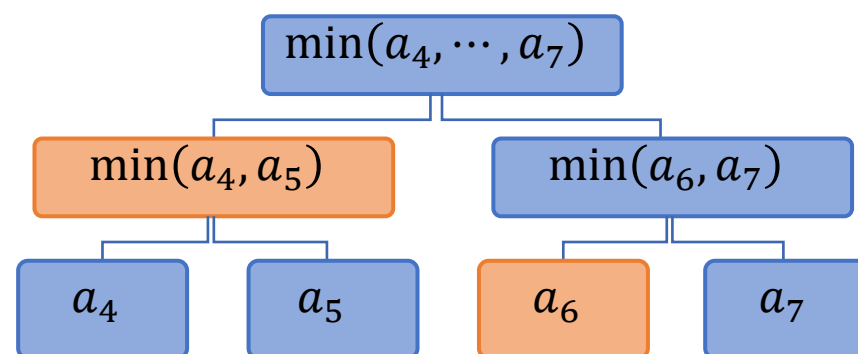 min(a₄, ⋯ , a₇)
min(a₄, a₅) min(a₆, a₇)
a₄ a₅ a₆ a₇